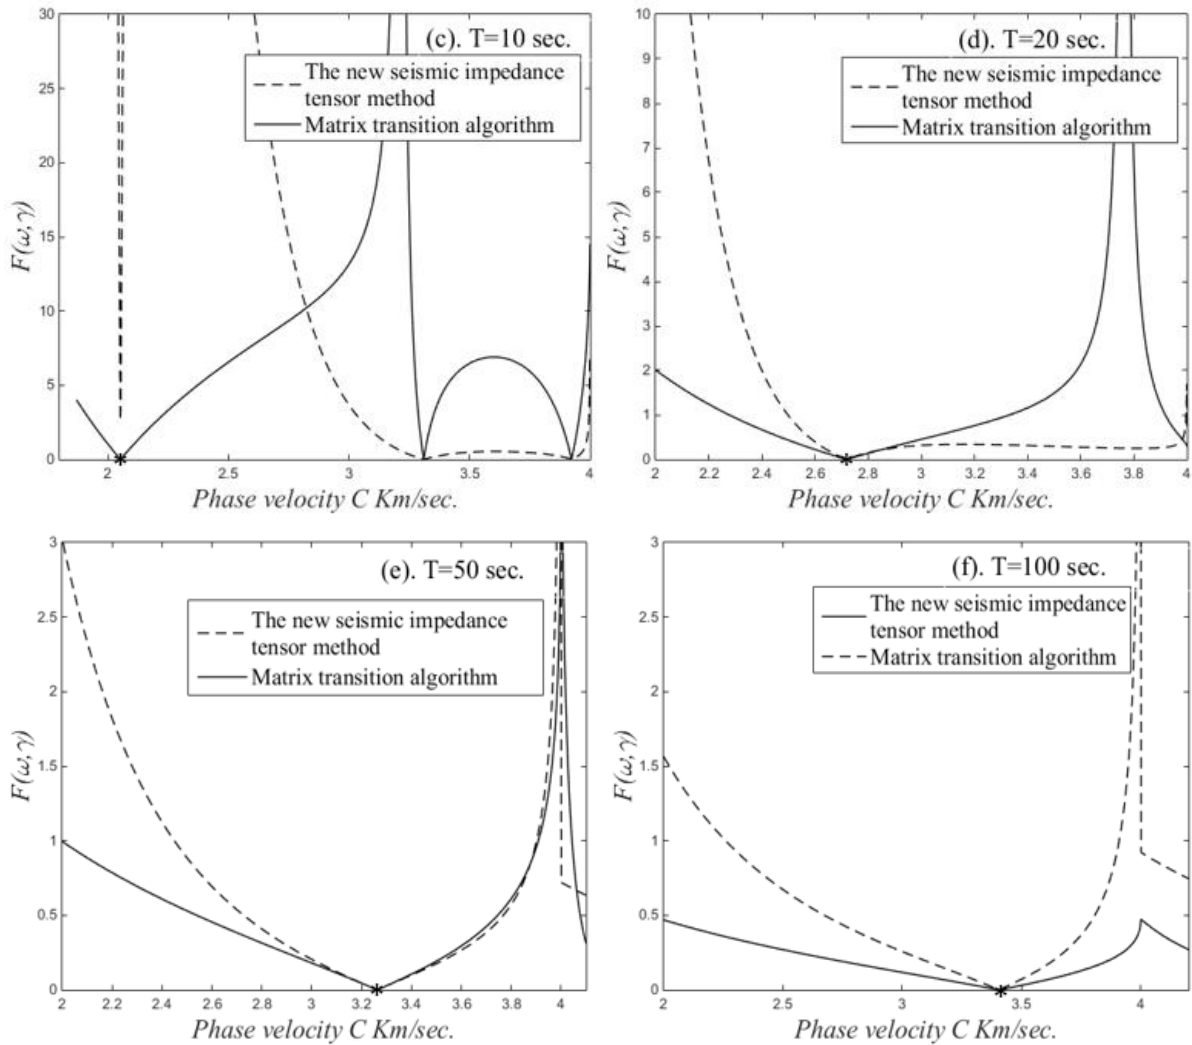 30
25
20
15
10
5
0
F(ω,γ)
(c). T=10 sec.
The new seismic impedance
tensor method
Matrix transition algorithm
2 2.5 3 3.5 4
Phase velocity C Km/sec.
10
9
8
7
6
5
4
3
2
1
0
F(ω,γ)
(d). T=20 sec.
The new seismic impedance
tensor method
Matrix transition algorithm
2 2.2 2.4 2.6 2.8 3 3.2 3.4 3.6 3.8 4
Phase velocity C Km/sec.
3
2.5
2
1.5
1
0.5
0
F(ω,γ)
(e). T=50 sec.
The new seismic impedance
tensor method
Matrix transition algorithm
2 2.2 2.4 2.6 2.8 3 3.2 3.4 3.6 3.8 4
Phase velocity C Km/sec.
3
2.5
2
1.5
1
0.5
0
F(ω,γ)
(f). T=100 sec.
The new seismic impedance
tensor method
Matrix transition algorithm
2 2.5 3 3.5 4
Phase velocity C Km/sec.